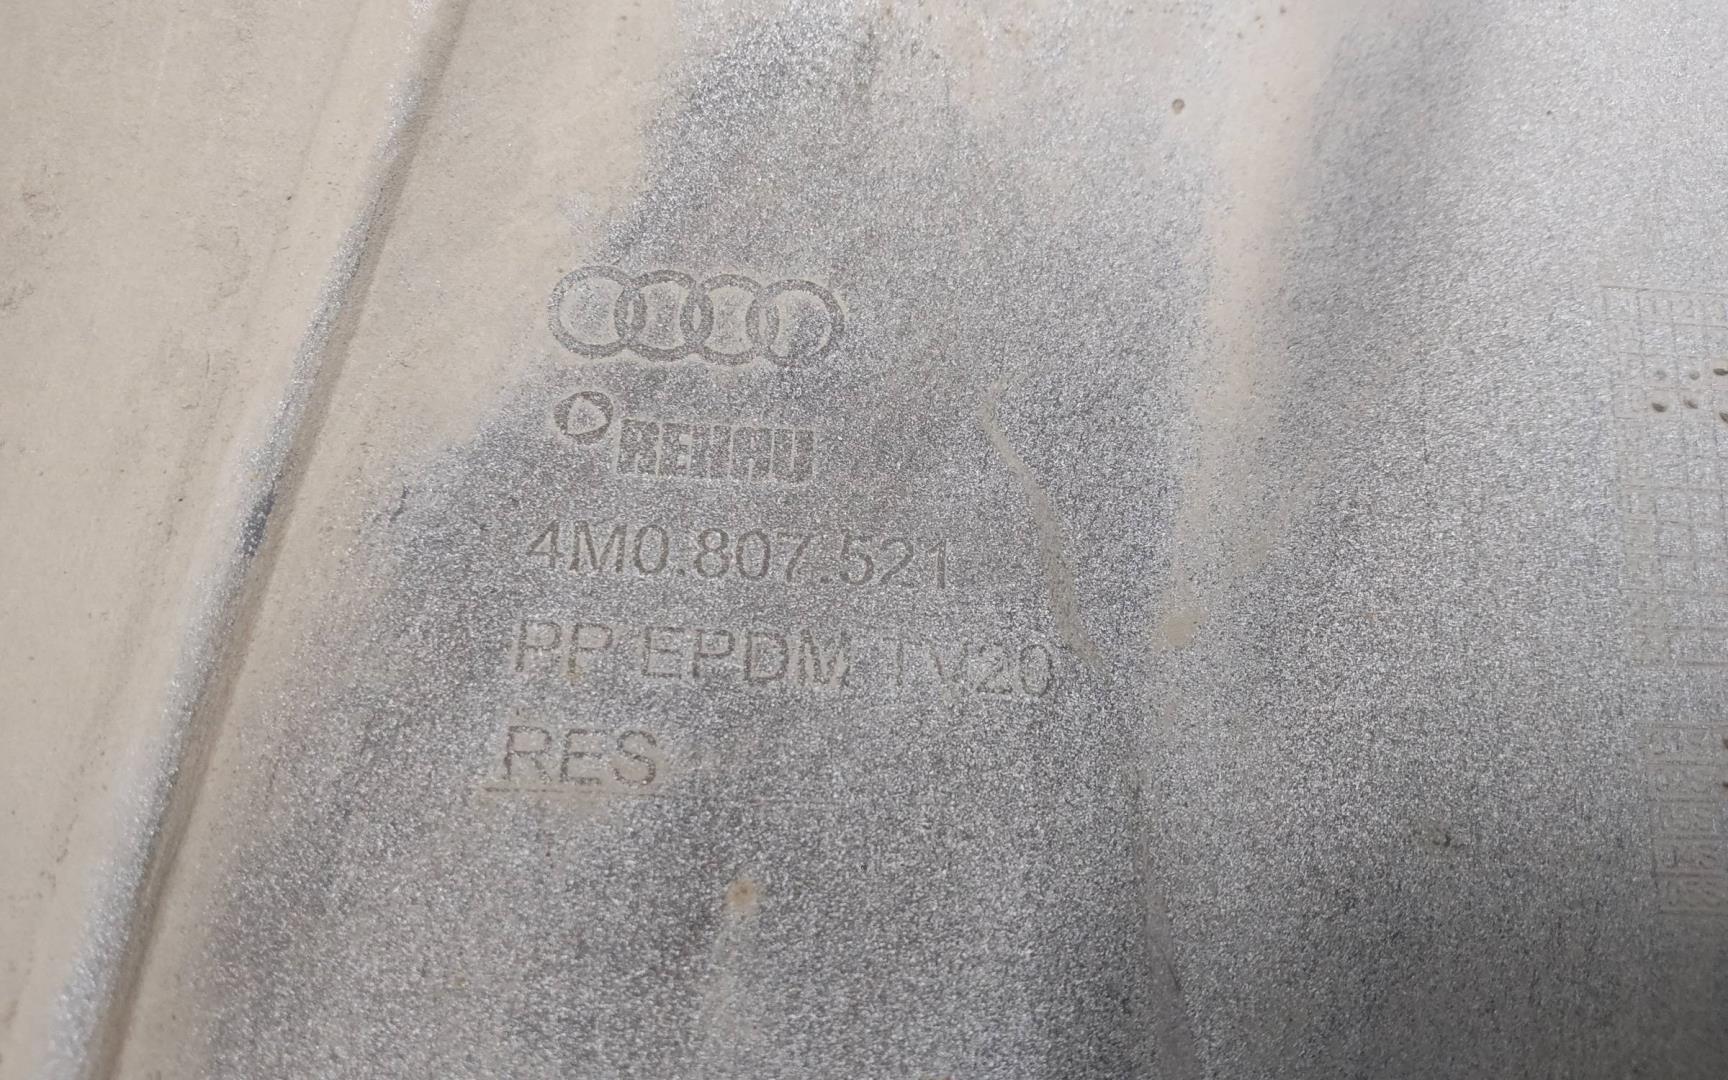 REHAU
4M0.807.521
PP EPDM TV20
RES